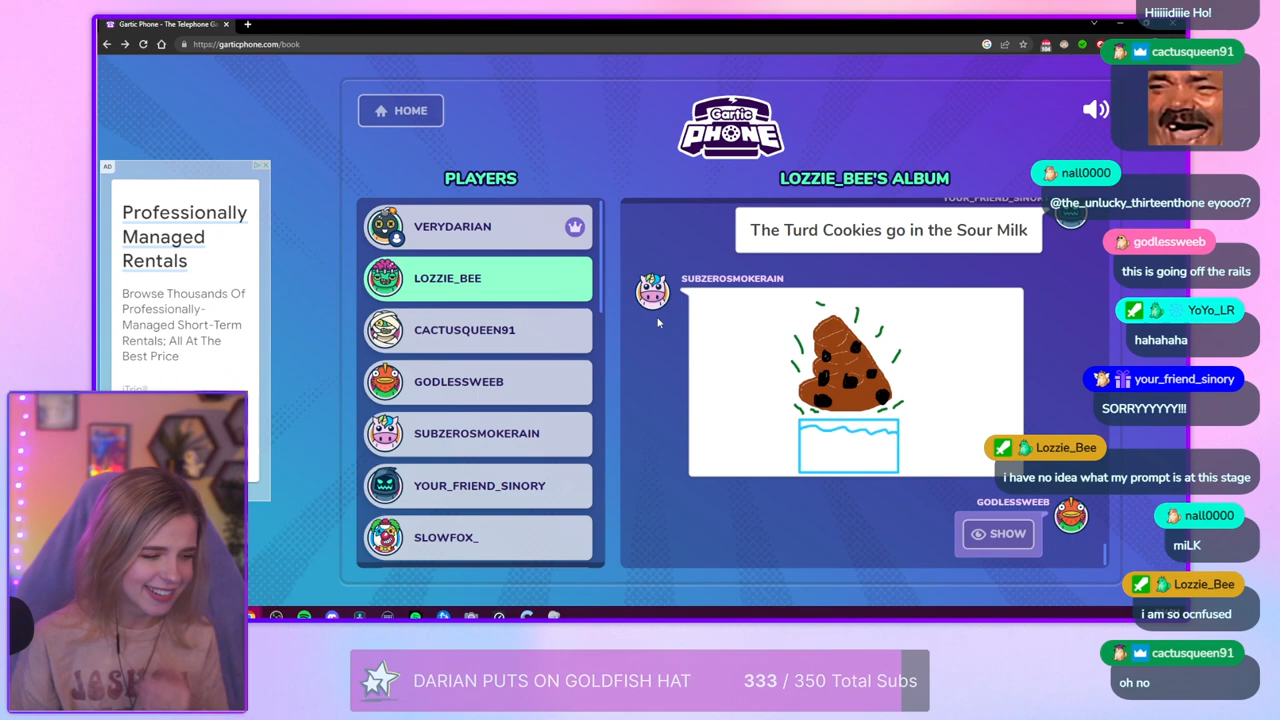 Gartic Phone - The Telephone Ga
https://garticphone.com/book
HOME
Gartic
PHONE
PLAYERS
VERYDARIAN
LOZZIE_BEE
CACTUSQUEEN91
GODLESSWEEB
SUBZEROSMOKERAIN
YOUR_FRIEND_SINORY
SLOWFOX_
LOZZIE_BEE'S ALBUM
YOUR_FRIEND_SINORY
The Turd Cookies go in the Sour Milk
SUBZEROSMOKERAIN
GODLESSWEEB
SHOW
AD
Professionally
Managed
Rentals
Browse Thousands Of
Professionally-
Managed Short-Term
Rentals; All At The
Best Price
Hiiiiidiiie Ho!
cactusqueen91
nall0000
@the_unlucky_thirteenthone eyooo??
godlessweeb
this is going off the rails
YoYo_LR
hahahaha
your_friend_sinory
SORRYYYYYY!!!
Lozzie_Bee
i have no idea what my prompt is at this stage
nall0000
miLK
Lozzie_Bee
i am so ocnfused
cactusqueen91
oh no
DARIAN PUTS ON GOLDFISH HAT
333 / 350 Total Subs